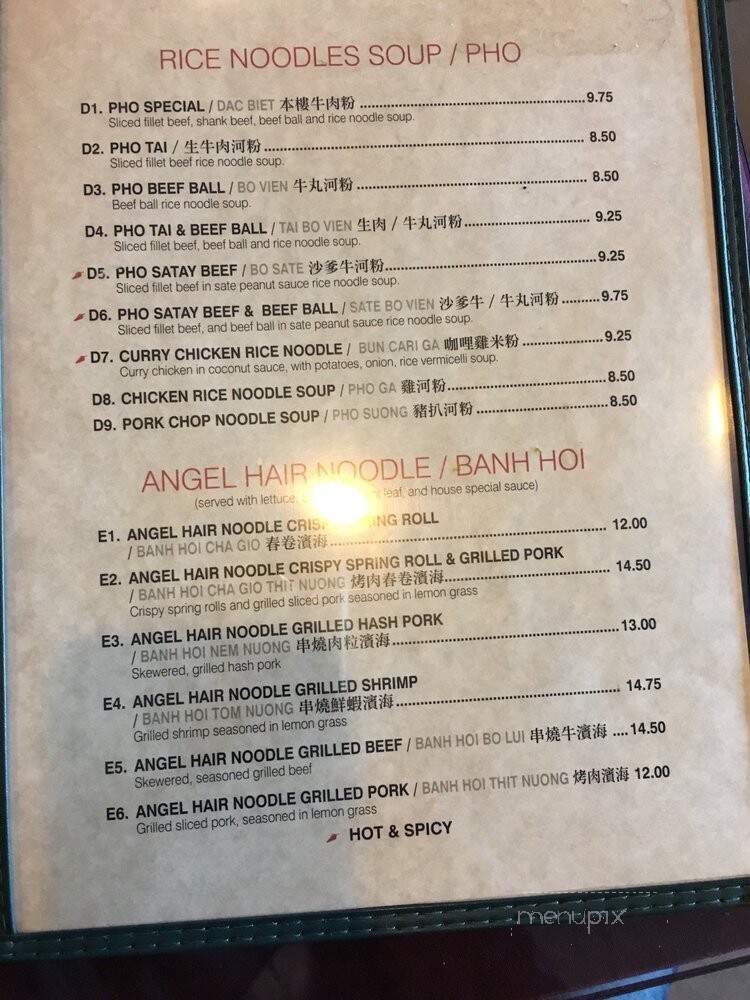 RICE NOODLES SOUP / PHO
D1. PHO SPECIAL / DAC BIET 本樓牛肉粉 9.75
Sliced fillet beef, shank beef, beef ball and rice noodle soup.
D2. PHO TAI / 生牛肉河粉 8.50
Sliced fillet beef rice noodle soup.
D3. PHO BEEF BALL / BO VIEN 牛丸河粉 8.50
Beef ball rice noodle soup.
D4. PHO TAI & BEEF BALL / TAI BO VIEN 生肉 / 牛丸河粉 9.25
Sliced fillet beef, beef ball and rice noodle soup.
D5. PHO SATAY BEEF / BO SATE 沙爹牛河粉 9.25
Sliced fillet beef in sate peanut sauce rice noodle soup.
D6. PHO SATAY BEEF & BEEF BALL / SATE BO VIEN 沙爹牛 / 牛丸河粉 9.75
Sliced fillet beef, and beef ball in sate peanut sauce rice noodle soup.
D7. CURRY CHICKEN RICE NOODLE / BUN CARI GA 咖哩雞米粉 9.25
Curry chicken in coconut sauce, with potatoes, onion, rice vermicelli soup.
D8. CHICKEN RICE NOODLE SOUP / PHO GA 雞河粉 8.50
D9. PORK CHOP NOODLE SOUP / PHO SUONG 豬扒河粉 8.50
ANGEL HAIR NOODLE / BANH HOI
(served with lettuce, leaf, and house special sauce)
E1. ANGEL HAIR NOODLE ROLL
/ BANH HOI CHA GIO 春卷濱海 12.00
E2. ANGEL HAIR NOODLE CRISPY SPRING ROLL & GRILLED PORK
/ BANH HOI CHA GIO THIT NUONG 烤肉春卷濱海 14.50
Crispy spring rolls and grilled sliced pork seasoned in lemon grass
E3. ANGEL HAIR NOODLE GRILLED HASH PORK
/ BANH HOI NEM NUONG 串燒肉粒濱海 13.00
Skewered, grilled hash pork
E4. ANGEL HAIR NOODLE GRILLED SHRIMP
/ BANH HOI TOM NUONG 串燒鮮蝦濱海 14.75
Grilled shrimp seasoned in lemon grass
E5. ANGEL HAIR NOODLE GRILLED BEEF / BANH HOI BO LUI 串燒牛濱海 14.50
Skewered, seasoned grilled beef
E6. ANGEL HAIR NOODLE GRILLED PORK / BANH HOI THIT NUONG 烤肉濱海 12.00
Grilled sliced pork, seasoned in lemon grass
HOT & SPICY
menupix